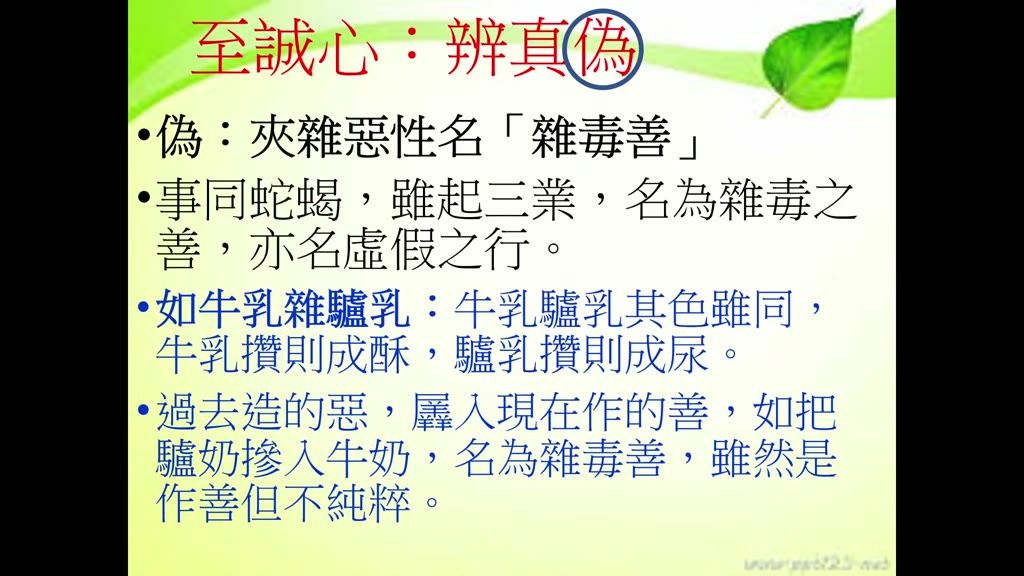 至誠心：辨真偽
•偽：夾雜惡性名「雜毒善」
•事同蛇蝎，雖起三業，名為雜毒之
善，亦名虛假之行。
•如牛乳雜驢乳：牛乳驢乳其色雖同，
牛乳攢則成酥，驢乳攢則成尿。
•過去造的惡，羼入現在作的善，如把
驢奶摻入牛奶，名為雜毒善，雖然是
作善但不純粹。
www.ppt123.net